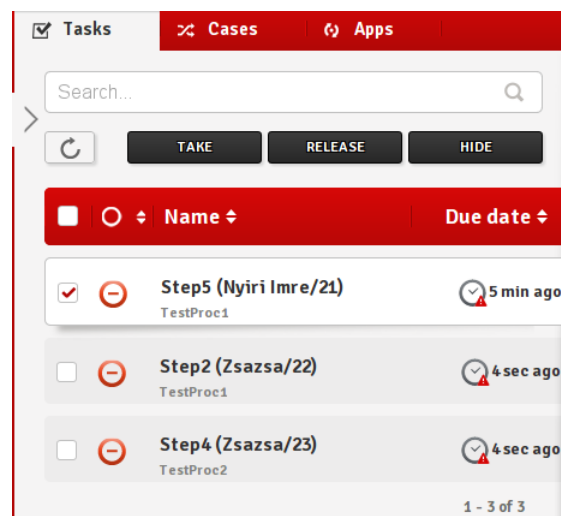 Tasks Cases Apps
Search...
TAKE RELEASE HIDE
Name Due date
Step5 (Nyiri Imre/21) 5 min ago
TestProc1
Step2 (Zsazsa/22) 4 sec ago
TestProc1
Step4 (Zsazsa/23) 4 sec ago
TestProc2
1 - 3 of 3